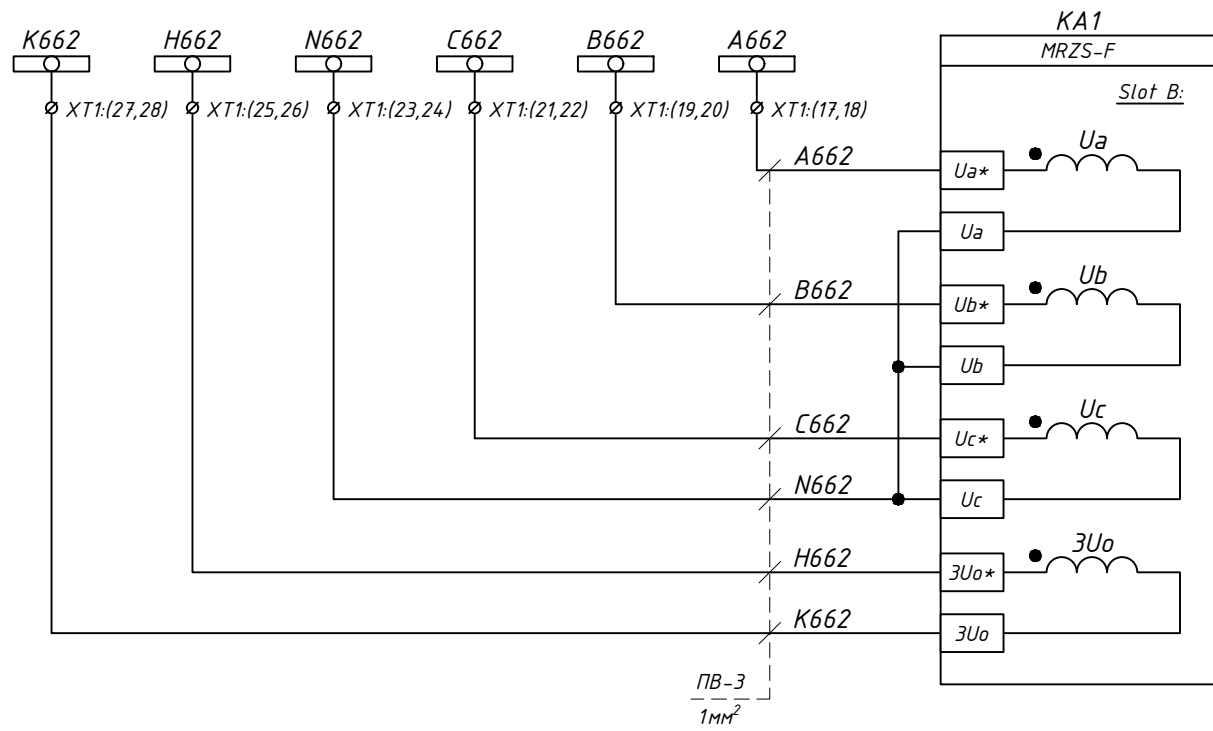 K662
H662
N662
C662
B662
A662
XT1:(27,28)
XT1:(25,26)
XT1:(23,24)
XT1:(21,22)
XT1:(19,20)
XT1:(17,18)
KA1
MRZS-F
Slot B:
A662
Ua*
Ua
Ua
B662
Ub*
Ub
Ub
C662
Uc*
Uc
N662
Uc
H662
3Uo*
3Uo
K662
3Uo
ПВ-3
1мм²